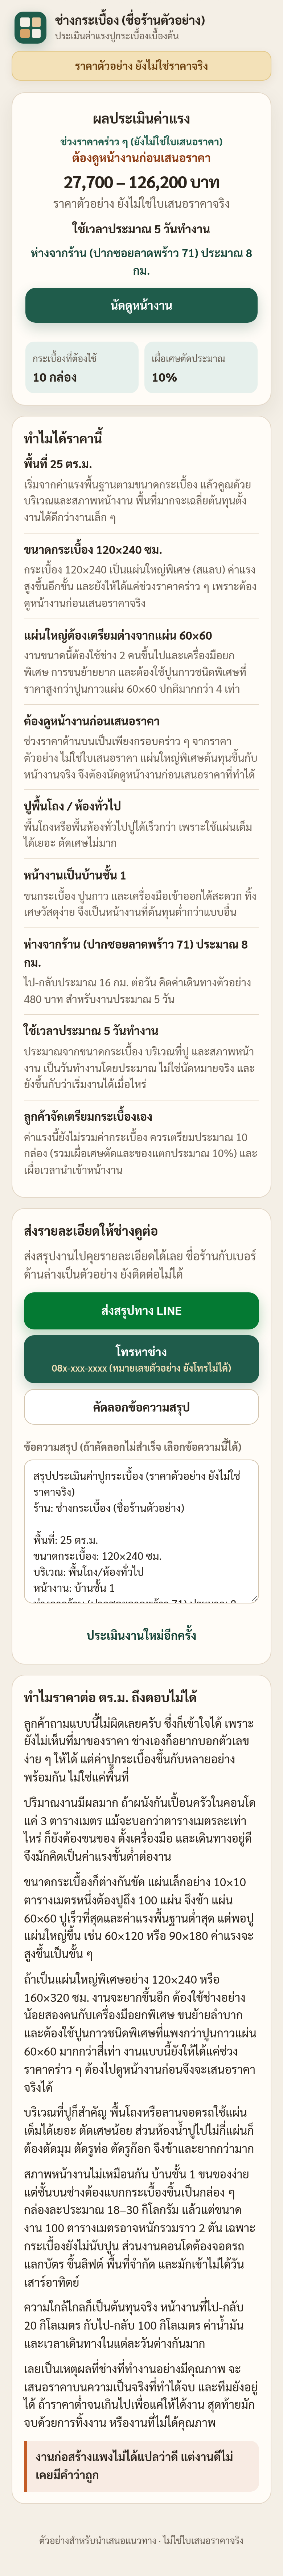 ช่างกระเบื้อง (ชื่อร้านตัวอย่าง)
ประเมินค่าแรงปูกระเบื้องเบื้องต้น
ราคาตัวอย่าง ยังไม่ใช่ราคาจริง
ผลประเมินค่าแรง
ช่วงราคาคร่าว ๆ (ยังไม่ใช่ใบเสนอราคา)
ต้องดูหน้างานก่อนเสนอราคา
27,700 – 126,200 บาท
ราคาตัวอย่าง ยังไม่ใช่ใบเสนอราคาจริง
ใช้เวลาประมาณ 5 วันทำงาน
ห่างจากร้าน (ปากซอยลาดพร้าว 71) ประมาณ 8
กม.
นัดดูหน้างาน
กระเบื้องที่ต้องใช้
10 กล่อง
เผื่อเศษตัดประมาณ
10%
ทำไมได้ราคานี้
พื้นที่ 25 ตร.ม.
เริ่มจากค่าแรงพื้นฐานตามขนาดกระเบื้อง แล้วคูณด้วย
บริเวณและสภาพหน้างาน พื้นที่มากจะเฉลี่ยต้นทุนตั้ง
งานได้ดีกว่างานเล็ก ๆ
ขนาดกระเบื้อง 120×240 ซม.
กระเบื้อง 120×240 เป็นแผ่นใหญ่พิเศษ (สแลบ) ค่าแรง
สูงขึ้นอีกขั้น และยังให้ได้แค่ช่วงราคาคร่าว ๆ เพราะต้อง
ดูหน้างานก่อนเสนอราคาจริง
แผ่นใหญ่ต้องเตรียมต่างจากแผ่น 60×60
งานขนาดนี้ต้องใช้ช่าง 2 คนขึ้นไปและเครื่องมือยก
พิเศษ การขนย้ายยาก และต้องใช้ปูนกาวชนิดพิเศษที่
ราคาสูงกว่าปูนกาวแผ่น 60×60 ปกติมากกว่า 4 เท่า
ต้องดูหน้างานก่อนเสนอราคา
ช่วงราคาด้านบนเป็นเพียงกรอบคร่าว ๆ จากราคา
ตัวอย่าง ไม่ใช่ใบเสนอราคา แผ่นใหญ่พิเศษต้นทุนขึ้นกับ
หน้างานจริง จึงต้องนัดดูหน้างานก่อนเสนอราคาที่ทำได้
ปูพื้นโถง / ห้องทั่วไป
พื้นโถงหรือพื้นห้องทั่วไปปูได้เร็วกว่า เพราะใช้แผ่นเต็ม
ได้เยอะ ตัดเศษไม่มาก
หน้างานเป็นบ้านชั้น 1
ขนกระเบื้อง ปูนกาว และเครื่องมือเข้าออกได้สะดวก ทิ้ง
เศษวัสดุง่าย จึงเป็นหน้างานที่ต้นทุนต่ำกว่าแบบอื่น
ห่างจากร้าน (ปากซอยลาดพร้าว 71) ประมาณ 8
กม.
ไป-กลับประมาณ 16 กม. ต่อวัน คิดค่าเดินทางตัวอย่าง
480 บาท สำหรับงานประมาณ 5 วัน
ใช้เวลาประมาณ 5 วันทำงาน
ประมาณจากขนาดกระเบื้อง บริเวณที่ปู และสภาพหน้า
งาน เป็นวันทำงานโดยประมาณ ไม่ใช่นัดหมายจริง และ
ยังขึ้นกับว่าเริ่มงานได้เมื่อไหร่
ลูกค้าจัดเตรียมกระเบื้องเอง
ค่าแรงนี้ยังไม่รวมค่ากระเบื้อง ควรเตรียมประมาณ 10
กล่อง (รวมเผื่อเศษตัดและของแตกประมาณ 10%) และ
เผื่อเวลานำเข้าหน้างาน
ส่งรายละเอียดให้ช่างดูต่อ
ส่งสรุปงานไปคุยรายละเอียดได้เลย ชื่อร้านกับเบอร์
ด้านล่างเป็นตัวอย่าง ยังติดต่อไม่ได้
ส่งสรุปทาง LINE
โทรหาช่าง
08x-xxx-xxxx (หมายเลขตัวอย่าง ยังโทรไม่ได้)
คัดลอกข้อความสรุป
ข้อความสรุป (ถ้าคัดลอกไม่สำเร็จ เลือกข้อความนี้ได้)
สรุปประเมินค่าปูกระเบื้อง (ราคาตัวอย่าง ยังไม่ใช่
ราคาจริง)
ร้าน: ช่างกระเบื้อง (ชื่อร้านตัวอย่าง)
พื้นที่: 25 ตร.ม.
ขนาดกระเบื้อง: 120×240 ซม.
บริเวณ: พื้นโถง/ห้องทั่วไป
หน้างาน: บ้านชั้น 1
ประเมินงานใหม่อีกครั้ง
ทำไมราคาต่อ ตร.ม. ถึงตอบไม่ได้
ลูกค้าถามแบบนี้ไม่ผิดเลยครับ ซึ่งก็เข้าใจได้ เพราะ
ยังไม่เห็นที่มาของราคา ช่างเองก็อยากบอกตัวเลข
ง่าย ๆ ให้ได้ แต่ค่าปูกระเบื้องขึ้นกับหลายอย่าง
พร้อมกัน ไม่ใช่แค่พื้นที่
ปริมาณงานมีผลมาก ถ้าผนังกันเปื้อนครัวในคอนโด
แค่ 3 ตารางเมตร แม้จะบอกว่าตารางเมตรละเท่า
ไหร่ ก็ยังต้องขนของ ตั้งเครื่องมือ และเดินทางอยู่ดี
จึงมักคิดเป็นค่าแรงขั้นต่ำต่องาน
ขนาดกระเบื้องก็ต่างกันชัด แผ่นเล็กอย่าง 10×10
ตารางเมตรหนึ่งต้องปูถึง 100 แผ่น จึงช้า แผ่น
60×60 ปูเร็วที่สุดและค่าแรงพื้นฐานต่ำสุด แต่พอปู
แผ่นใหญ่ขึ้น เช่น 60×120 หรือ 90×180 ค่าแรงจะ
สูงขึ้นเป็นขั้น ๆ
ถ้าเป็นแผ่นใหญ่พิเศษอย่าง 120×240 หรือ
160×320 ซม. งานจะยากขึ้นอีก ต้องใช้ช่างอย่าง
น้อยสองคนกับเครื่องมือยกพิเศษ ขนย้ายลำบาก
และต้องใช้ปูนกาวชนิดพิเศษที่แพงกว่าปูนกาวแผ่น
60×60 มากกว่าสี่เท่า งานแบบนี้ยังให้ได้แค่ช่วง
ราคาคร่าว ๆ ต้องไปดูหน้างานก่อนจึงจะเสนอราคา
จริงได้
บริเวณที่ปูก็สำคัญ พื้นโถงหรือลานจอดรถใช้แผ่น
เต็มได้เยอะ ตัดเศษน้อย ส่วนห้องน้ำปูไปไม่กี่แผ่นก็
ต้องตัดมุม ตัดรูท่อ ตัดรูก๊อก จึงช้าและยากกว่ามาก
สภาพหน้างานไม่เหมือนกัน บ้านชั้น 1 ขนของง่าย
แต่ชั้นบนช่างต้องแบกกระเบื้องขึ้นเป็นกล่อง ๆ
กล่องละประมาณ 18–30 กิโลกรัม แล้วแต่ขนาด
งาน 100 ตารางเมตรอาจหนักรวมราว 2 ตัน เฉพาะ
กระเบื้องยังไม่นับปูน ส่วนงานคอนโดต้องจอดรถ
แลกบัตร ขึ้นลิฟต์ พื้นที่จำกัด และมักเข้าไม่ได้วัน
เสาร์อาทิตย์
ความใกล้ไกลก็เป็นต้นทุนจริง หน้างานที่ไป-กลับ
20 กิโลเมตร กับไป-กลับ 100 กิโลเมตร ค่าน้ำมัน
และเวลาเดินทางในแต่ละวันต่างกันมาก
เลยเป็นเหตุผลที่ช่างที่ทำงานอย่างมีคุณภาพ จะ
เสนอราคาบนความเป็นจริงที่ทำได้จบ และทีมยังอยู่
ได้ ถ้าราคาต่ำจนเกินไปเพื่อแค่ให้ได้งาน สุดท้ายมัก
จบด้วยการทิ้งงาน หรืองานที่ไม่ได้คุณภาพ
งานก่อสร้างแพงไม่ได้แปลว่าดี แต่งานดีไม่
เคยมีคำว่าถูก
ตัวอย่างสำหรับนำเสนอแนวทาง · ไม่ใช่ใบเสนอราคาจริง